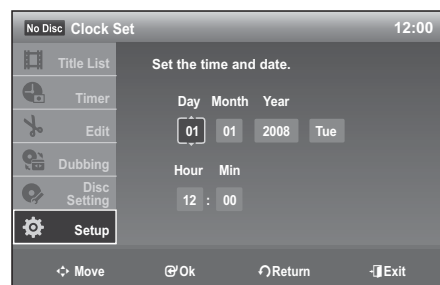 No Disc Clock Set 12:00
Title List
Timer
Edit
Dubbing
Disc
Setting
Setup
Set the time and date.
Day Month Year
01 01 2008 Tue
Hour Min
12 : 00
Move Ok Return Exit